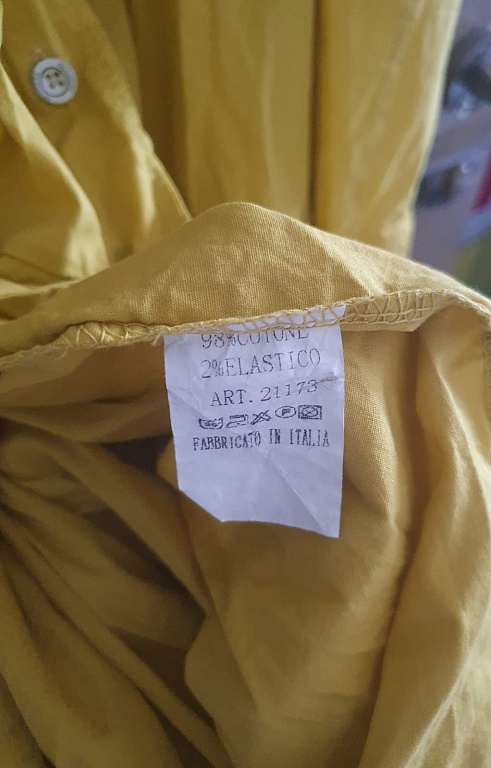 98%COTONE
2%ELASTICO
ART. 21173
FABBRICATO IN ITALIA